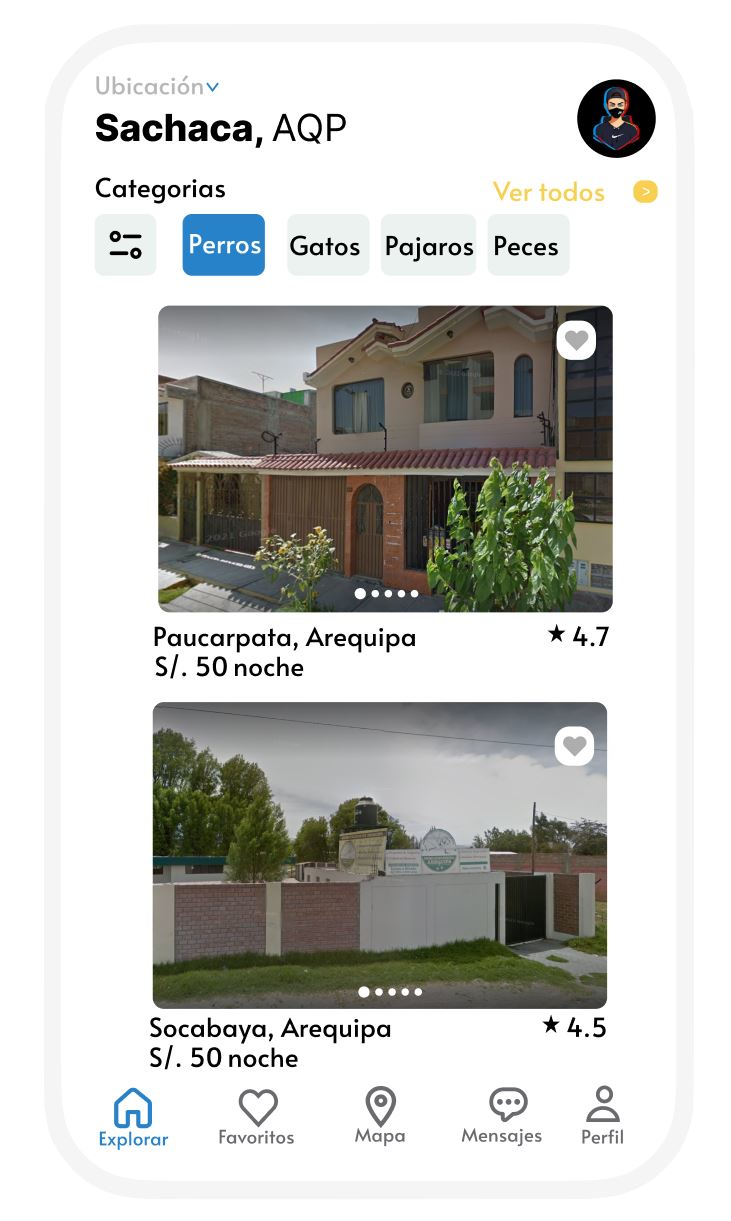 Ubicación
Sachaca, AQP
Categorias
Ver todos >
Perros
Gatos
Pajaros
Peces
Paucarpata, Arequipa
★ 4.7
S/. 50 noche
AREQUIPA
Socabaya, Arequipa
★ 4.5
S/. 50 noche
Explorar
Favoritos
Mapa
Mensajes
Perfil